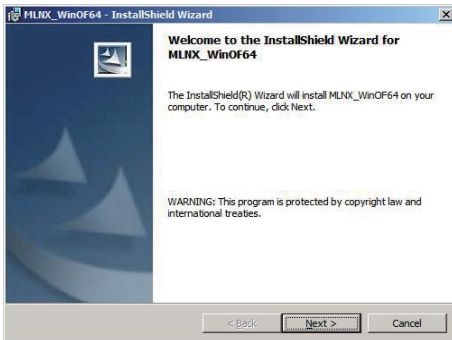 MLNX_WinOF64 - InstallShield Wizard
Welcome to the InstallShield Wizard for
MLNX_WinOF64
The InstallShield(R) Wizard will install MLNX_WinOF64 on your
computer. To continue, click Next.
WARNING: This program is protected by copyright law and
international treaties.
< Back
Next >
Cancel